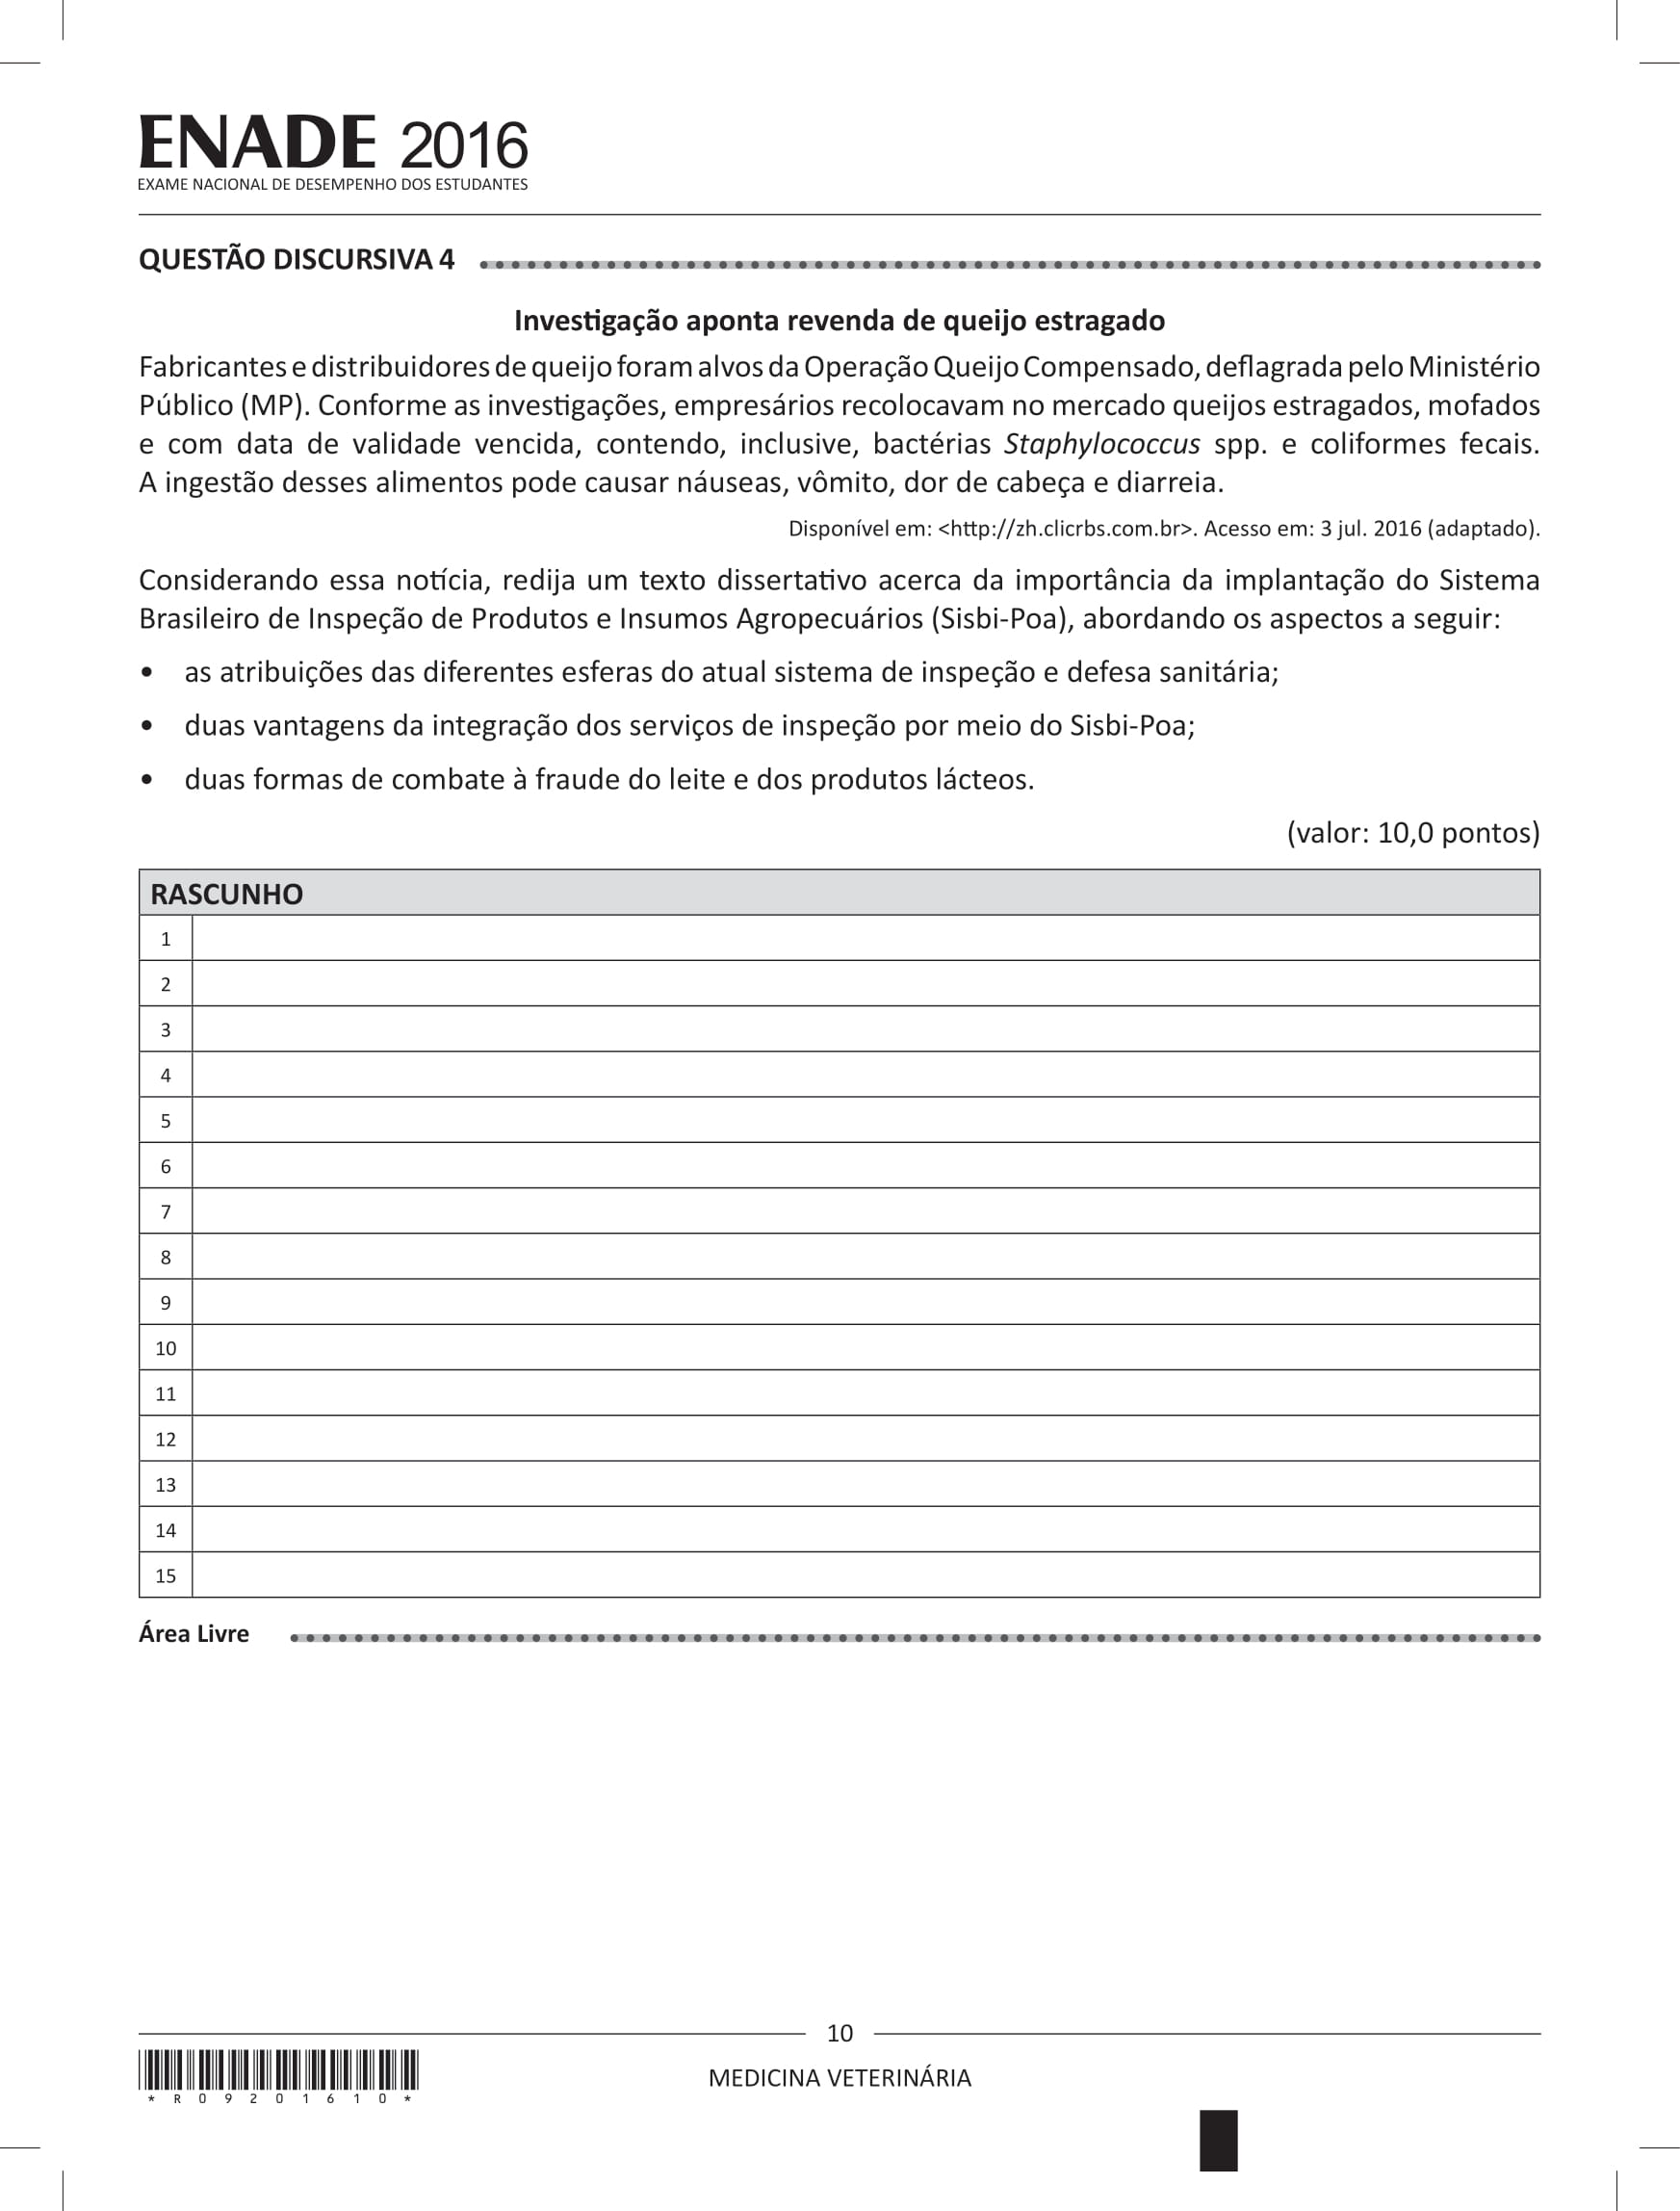 ENADE 2016
EXAME NACIONAL DE DESEMPENHO DOS ESTUDANTES
QUESTÃO DISCURSIVA 4
Investigação aponta revenda de queijo estragado
Fabricantes e distribuidores de queijo foram alvos da Operação Queijo Compensado, deflagrada pelo Ministério
Público (MP). Conforme as investigações, empresários recolocavam no mercado queijos estragados, mofados
e com data de validade vencida, contendo, inclusive, bactérias Staphylococcus spp. e coliformes fecais.
A ingestão desses alimentos pode causar náuseas, vômito, dor de cabeça e diarreia.
Disponível em: <http://zh.clicrbs.com.br>. Acesso em: 3 jul. 2016 (adaptado).
Considerando essa notícia, redija um texto dissertativo acerca da importância da implantação do Sistema
Brasileiro de Inspeção de Produtos e Insumos Agropecuários (Sisbi-Poa), abordando os aspectos a seguir:
• as atribuições das diferentes esferas do atual sistema de inspeção e defesa sanitária;
• duas vantagens da integração dos serviços de inspeção por meio do Sisbi-Poa;
• duas formas de combate à fraude do leite e dos produtos lácteos.
(valor: 10,0 pontos)
RASCUNHO
1
2
3
4
5
6
7
8
9
10
11
12
13
14
15
Área Livre
10
MEDICINA VETERINÁRIA
* R 0 9 2 0 1 6 1 0 *